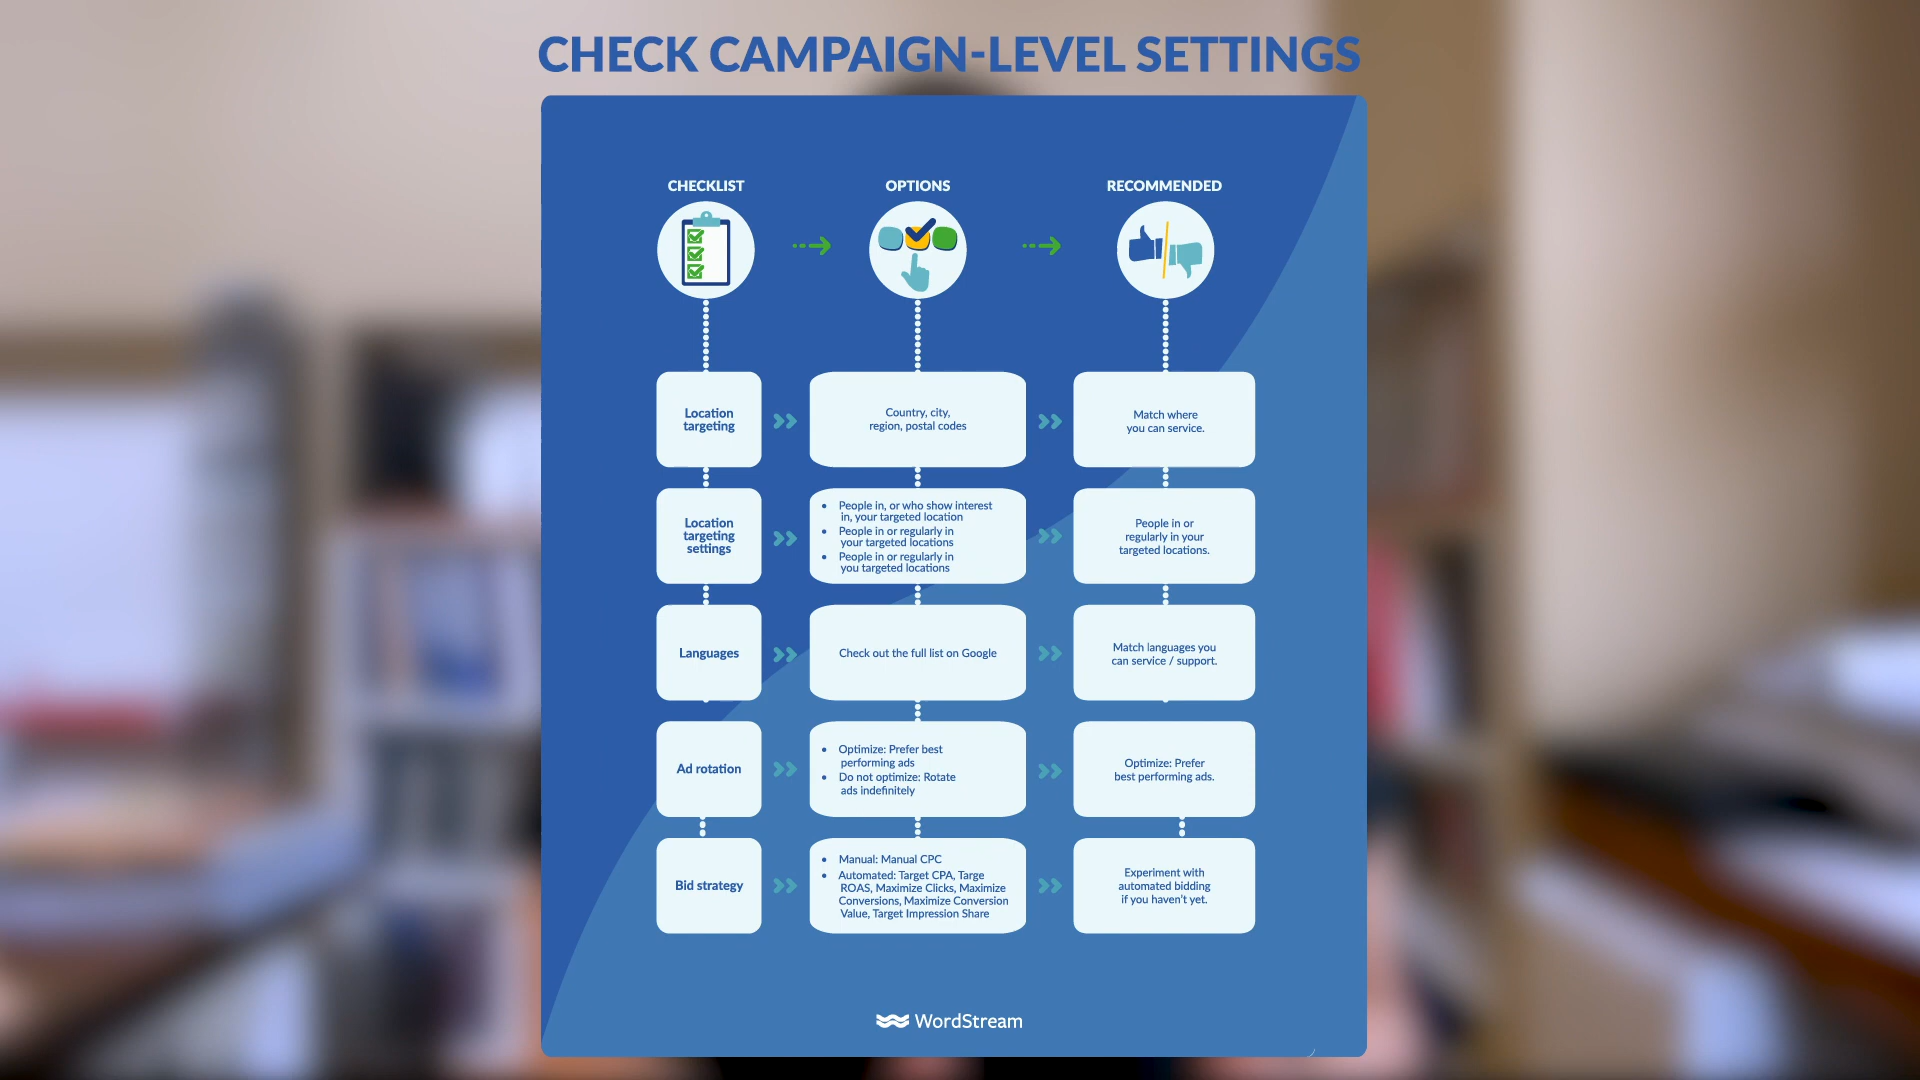 CHECK CAMPAIGN-LEVEL SETTINGS
CHECKLIST
OPTIONS
RECOMMENDED
Location
targeting
Country, city,
region, postal codes
Match where
you can service.
Location
targeting
settings
• People in, or who show interest
in, your targeted location
• People in or regularly in
your targeted locations
• People in or regularly in
you targeted locations
People in or
regularly in your
targeted locations.
Languages
Check out the full list on Google
Match languages you
can service / support.
Ad rotation
• Optimize: Prefer best
performing ads
• Do not optimize: Rotate
ads indefinitely
Optimize: Prefer
best performing ads.
Bid strategy
• Manual: Manual CPC
• Automated: Target CPA, Targe
ROAS, Maximize Clicks, Maximize
Conversions, Maximize Conversion
Value, Target Impression Share
Experiment with
automated bidding
if you haven't yet.
WordStream